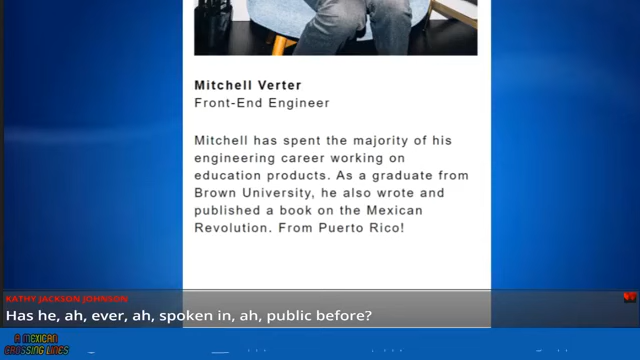 Mitchell Verter
Front-End Engineer
Mitchell has spent the majority of his
engineering career working on
education products. As a graduate from
Brown University, he also wrote and
published a book on the Mexican
Revolution. From Puerto Rico!
KATHY JACKSON JOHNSON
Has he, ah, ever, ah, spoken in, ah, public before?
A MEXICAN
CROSSING LINES